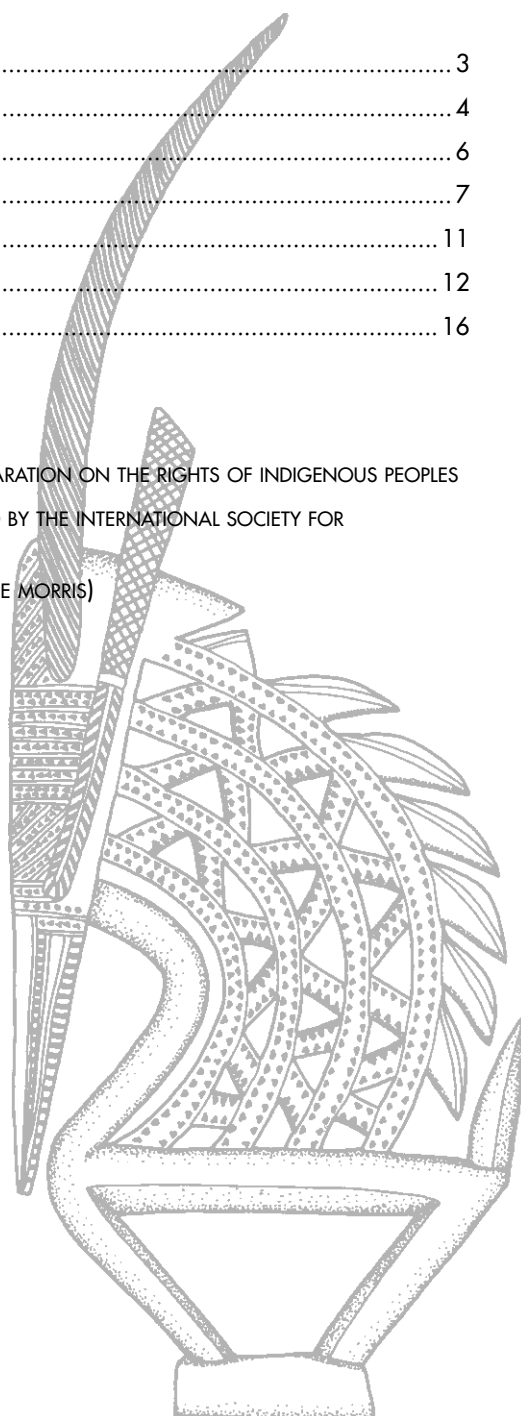 ................................................................ 3
................................................................ 4
................................................................ 6
................................................................ 7
................................................................ 11
................................................................ 12
................................................................ 16
ARATION ON THE RIGHTS OF INDIGENOUS PEOPLES
BY THE INTERNATIONAL SOCIETY FOR
E MORRIS)